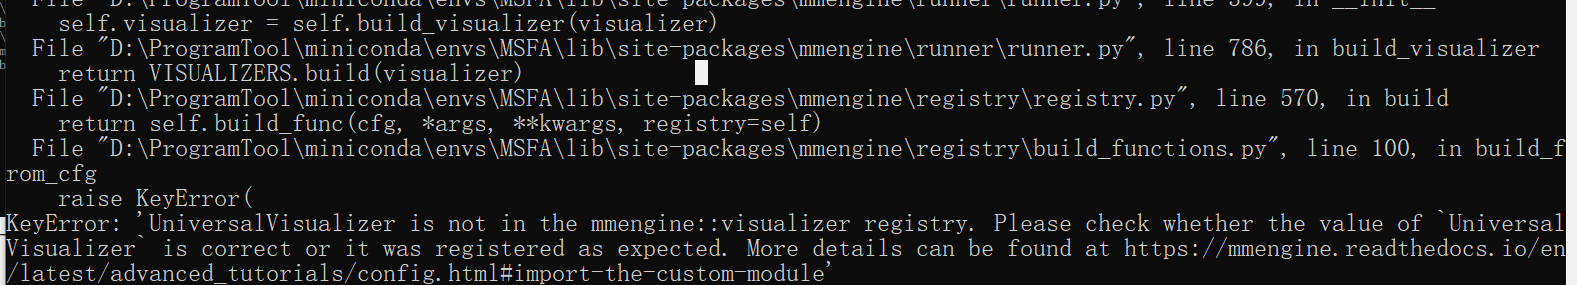 File "D:\ProgramTool\miniconda\envs\MSFA\lib\site-packages\mmengine\runner\runner.py", line 399, in __init__
    self.visualizer = self.build_visualizer(visualizer)
  File "D:\ProgramTool\miniconda\envs\MSFA\lib\site-packages\mmengine\runner\runner.py", line 786, in build_visualizer
    return VISUALIZERS.build(visualizer)
  File "D:\ProgramTool\miniconda\envs\MSFA\lib\site-packages\mmengine\registry\registry.py", line 570, in build
    return self.build_func(cfg, *args, **kwargs, registry=self)
  File "D:\ProgramTool\miniconda\envs\MSFA\lib\site-packages\mmengine\registry\build_functions.py", line 100, in build_f
rom_cfg
    raise KeyError(
KeyError: 'UniversalVisualizer is not in the mmengine::visualizer registry. Please check whether the value of `Universal
Visualizer` is correct or it was registered as expected. More details can be found at https://mmengine.readthedocs.io/en
/latest/advanced_tutorials/config.html#import-the-custom-module'